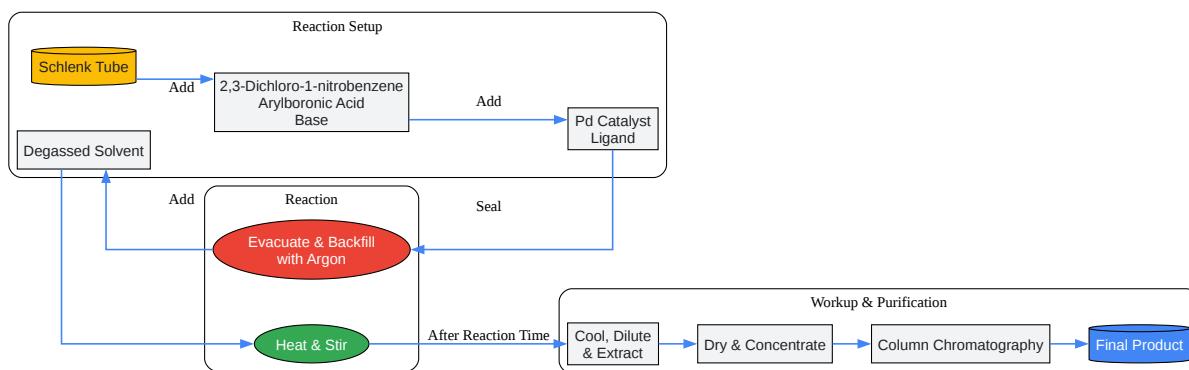 Reaction Setup
Schlenk Tube
Add
2,3-Dichloro-1-nitrobenzene
Arylboronic Acid
Base
Add
Pd Catalyst
Ligand
Degassed Solvent
Add
Reaction
Seal
Evacuate & Backfill
with Argon
Heat & Stir
After Reaction Time
Workup & Purification
Cool, Dilute
& Extract
Dry & Concentrate
Column Chromatography
Final Product